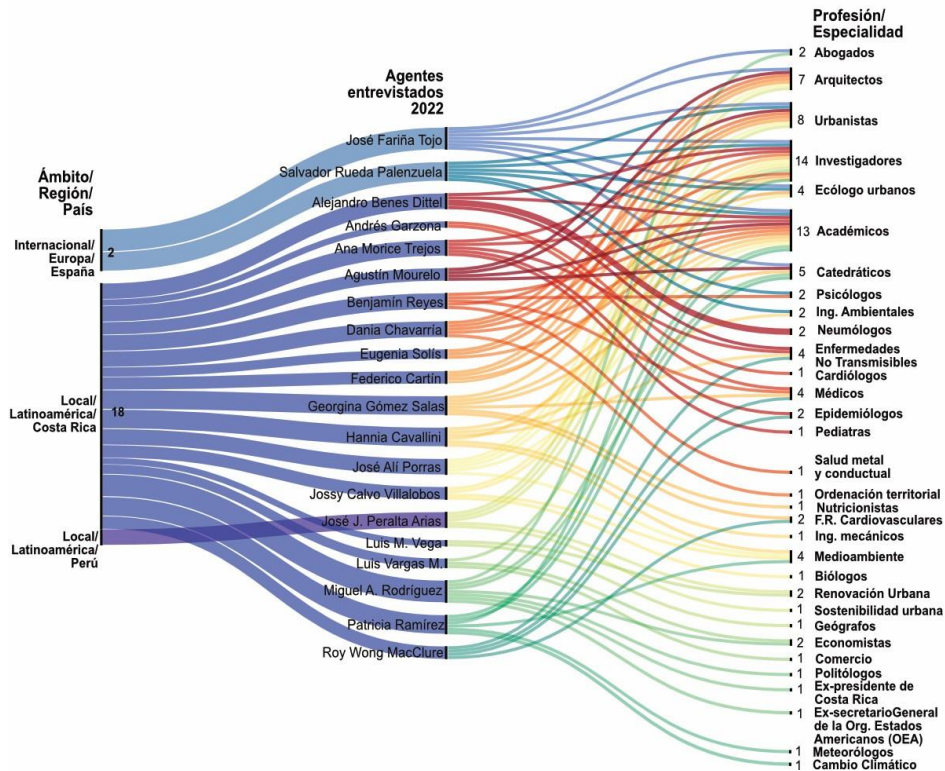 Ámbito/
Región/
País
Internacional/
Europa/
España
2
Local/
Latinoamérica/
Costa Rica
18
Local/
Latinoamérica/
Perú
Agentes
entrevistados
2022
José Fariña Tojo
Salvador Rueda Palenzuela
Alejandro Benes Dittel
Andrés Garzona
Ana Morice Trejos
Agustín Mourelo
Benjamín Reyes
Dania Chavarría
Eugenia Solís
Federico Cartín
Georgina Gómez Salas
Hannia Cavallini
José Alí Porras
Jossy Calvo Villalobos
José J. Peralta Arias
Luis M. Vega
Luis Vargas M.
Miguel A. Rodríguez
Patricia Ramírez
Roy Wong MacClure
Profesión/
Especialidad
2 Abogados
7 Arquitectos
8 Urbanistas
14 Investigadores
4 Ecólogo urbanos
13 Académicos
5 Catedráticos
2 Psicólogos
2 Ing. Ambientales
2 Neumólogos
4 Enfermedades
No Transmisibles
1 Cardiólogos
4 Médicos
2 Epidemiólogos
1 Pediatras
1 Salud metal
y conductual
1 Ordenación territorial
1 Nutricionistas
2 F.R. Cardiovasculares
1 Ing. mecánicos
4 Medioambiente
1 Biólogos
2 Renovación Urbana
1 Sostenibilidad urbana
1 Geógrafos
2 Economistas
1 Comercio
1 Politólogos
1 Ex-presidente de
Costa Rica
1 Ex-secretarioGeneral
de la Org. Estados
Americanos (OEA)
1 Meteorólogos
1 Cambio Climático